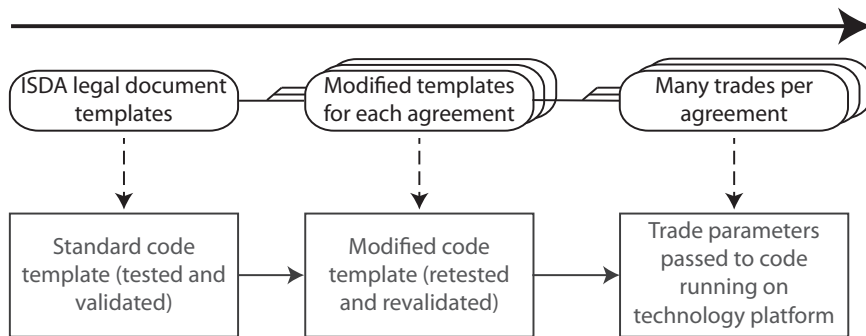 ISDA legal document
templates
Modified templates
for each agreement
Many trades per
agreement
Standard code
template (tested and
validated)
Modified code
template (retested
and revalidated)
Trade parameters
passed to code
running on
technology platform